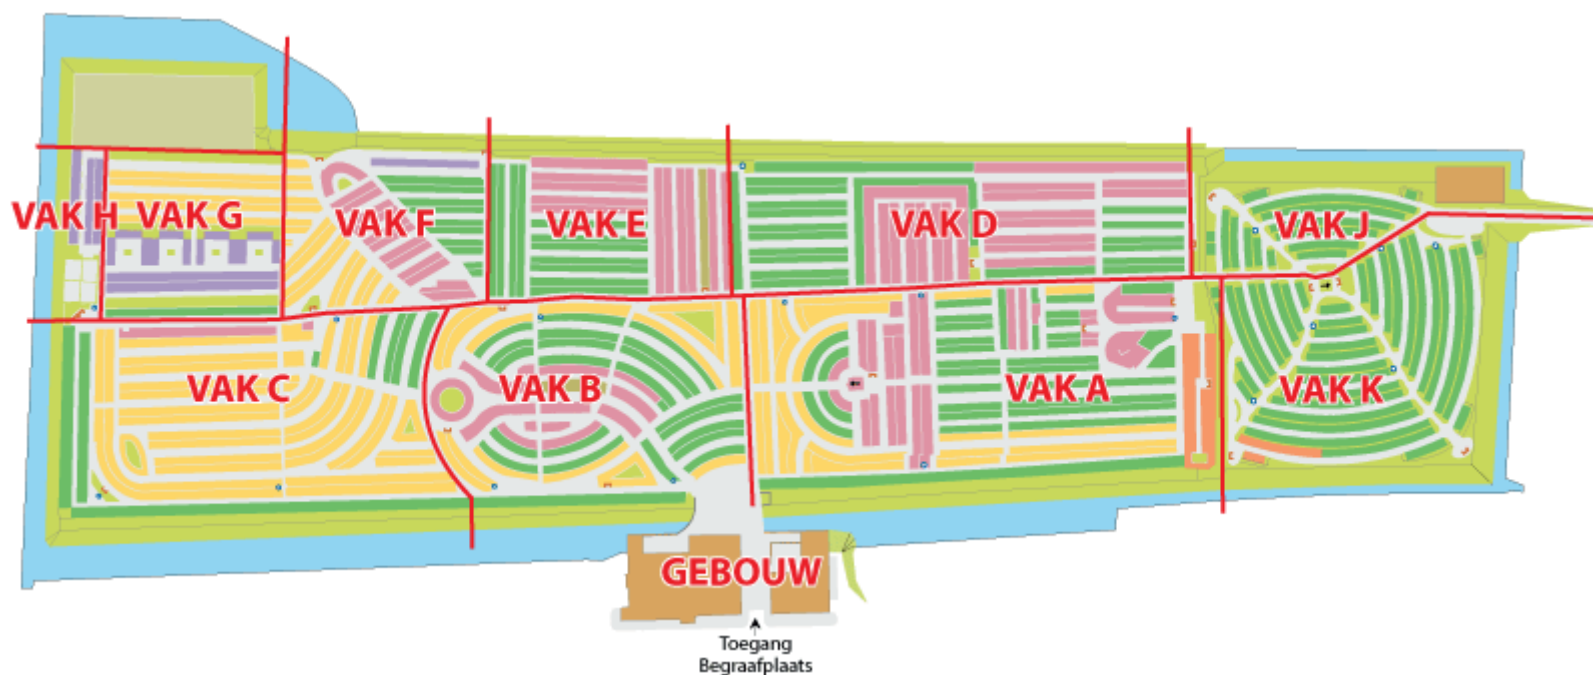 VAK H
VAK G
VAK F
VAK E
VAK D
VAK J
VAK C
VAK B
VAK A
VAK K
GEBOUW
Toegang
Begraafplaats